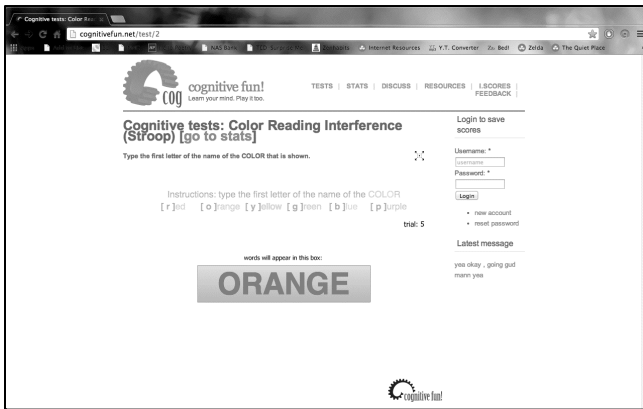 Cognitive tests: Color Rea
cognitivefun.net/test/2
Apps
NAS Bank
Internet Resources
Y.T. Converter
Bed!
Zelda
The Quiet Place
cog
cognitive fun!
Learn your mind. Play it too.
TESTS | STATS | DISCUSS | RESOURCES | I.SCORES |
FEEDBACK
Cognitive tests: Color Reading Interference
(Stroop) [go to stats]
Type the first letter of the name of the COLOR that is shown.
Instructions: type the first letter of the name of the COLOR
[ r ]ed [ o ]range [ y ]ellow [ g ]reen [ b ]lue [ p ]urple
trial: 5
words will appear in this box:
ORANGE
Login to save
scores
Username: *
username
Password: *
Login
new account
reset password
Latest message
yea okay , going gud
mann yea
cognitive fun!